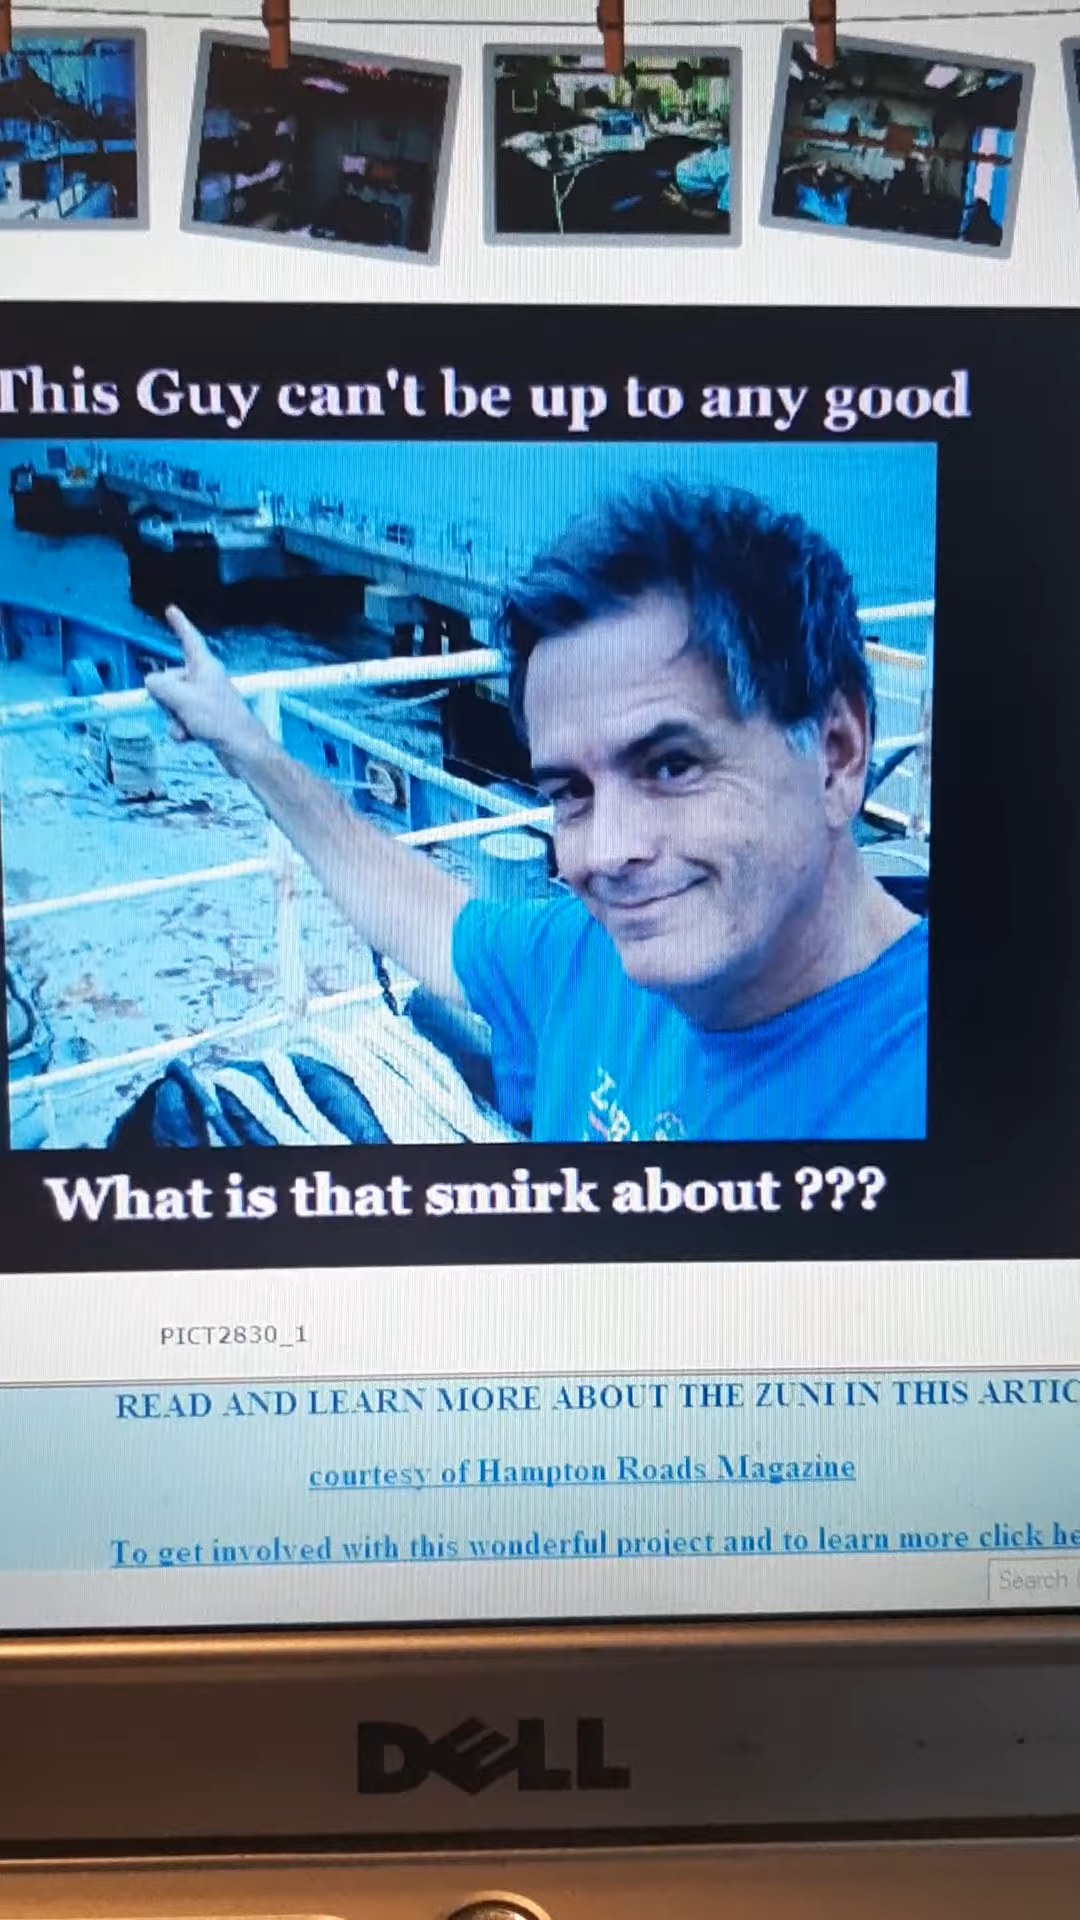 This Guy can't be up to any good
What is that smirk about ???
PICT2830_1
READ AND LEARN MORE ABOUT THE ZUNI IN THIS ARTIC
courtesy of Hampton Roads Magazine
To get involved with this wonderful project and to learn more click he
Search
DELL